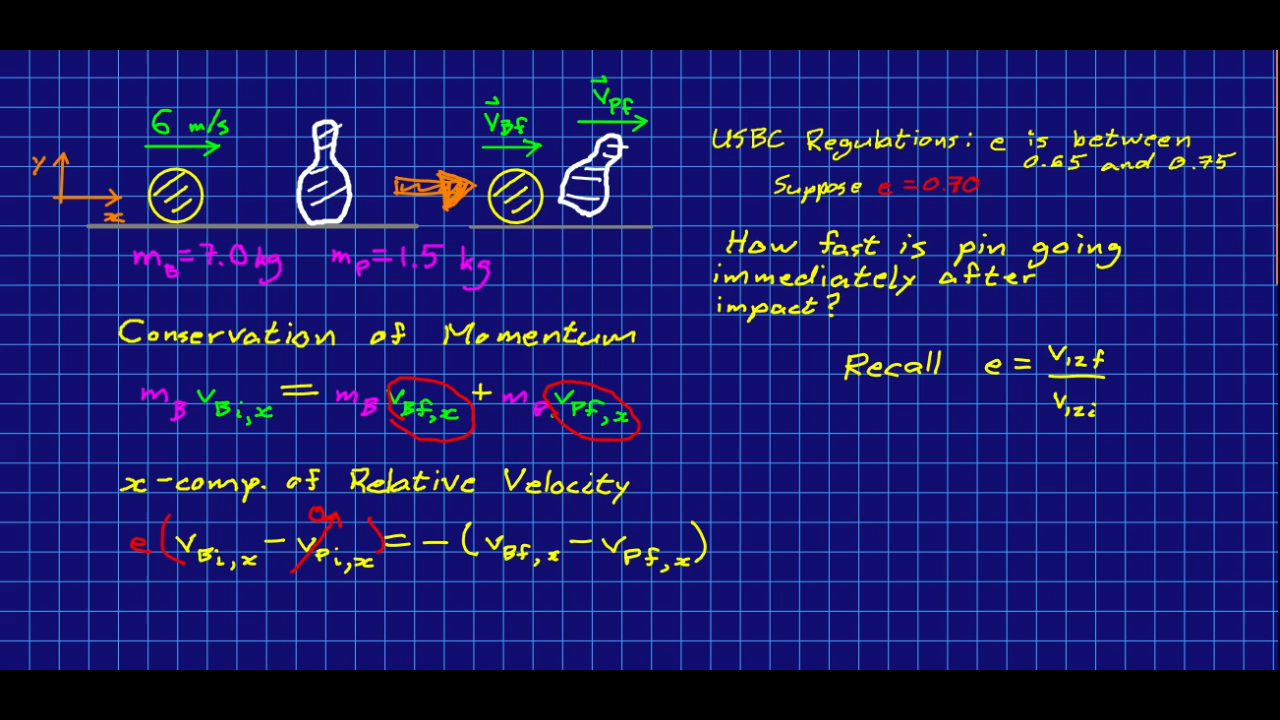 6 m/s
v⃗Bf
v⃗Pf
y
x
mB=7.0 kg mP=1.5 kg
USBC Regulations: e is between
0.65 and 0.75
Suppose e = 0.70
How fast is pin going
immediately after
impact?
Conservation of Momentum
mB vBi,x = mB vBf,x + mP vPf,x
Recall e = v12f / v12i
x-comp. of Relative Velocity
e (vBi,x - vPi,x) = - (vBf,x - vPf,x)
0